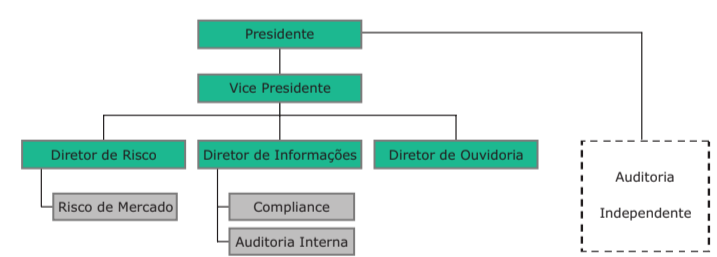 Presidente
Vice Presidente
Diretor de Risco
Diretor de Informações
Diretor de Ouvidoria
Risco de Mercado
Compliance
Auditoria Interna
Auditoria
Independente